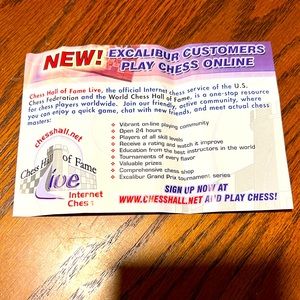 NEW! EXCALIBUR CUSTOMERS
PLAY CHESS ONLINE
Chess Hall of Fame Live, the official Internet chess service of the U.S.
Chess Federation and the World Chess Hall of Fame, is a one-stop resource
for chess players worldwide. Join our friendly, active community, where
you can enjoy a quick game, chat with new friends, and meet actual chess
masters:
Vibrant on-line playing community
Open 24 hours
Players of all skill levels
Receive a rating and watch it improve
Education from the best instructors in the world
Tournaments of every flavor
Valuable prizes
Comprehensive chess shop
Excalibur Grand Prix tournament series
chesshall.net
Chess Hall of Fame
Live
Internet
Chess
SIGN UP NOW AT
WWW.CHESSHALL.NET AND PLAY CHESS!